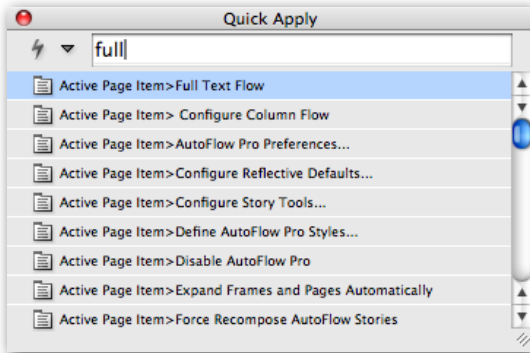 Quick Apply
full
Active Page Item>Full Text Flow
Active Page Item> Configure Column Flow
Active Page Item>AutoFlow Pro Preferences...
Active Page Item>Configure Reflective Defaults...
Active Page Item>Configure Story Tools...
Active Page Item>Define AutoFlow Pro Styles...
Active Page Item>Disable AutoFlow Pro
Active Page Item>Expand Frames and Pages Automatically
Active Page Item>Force Recompose AutoFlow Stories